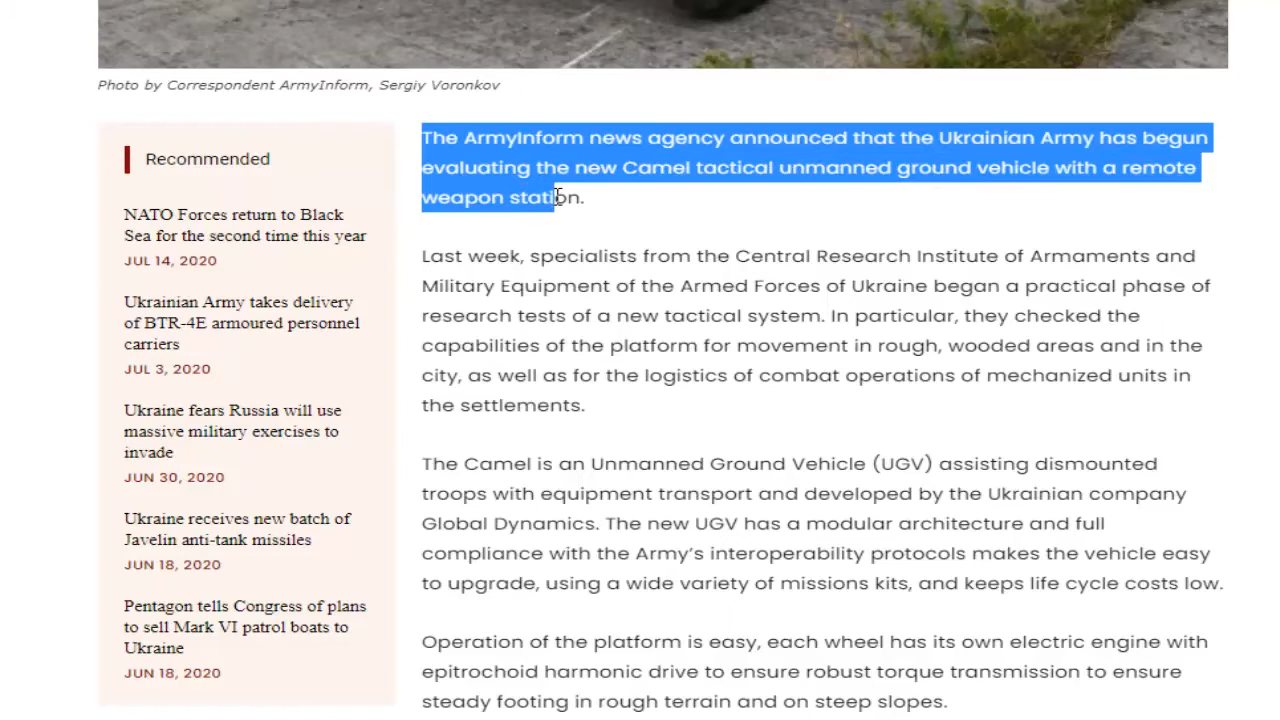 Photo by Correspondent ArmyInform, Sergiy Voronkov
Recommended
NATO Forces return to Black
Sea for the second time this year
JUL 14, 2020
Ukrainian Army takes delivery
of BTR-4E armoured personnel
carriers
JUL 3, 2020
Ukraine fears Russia will use
massive military exercises to
invade
JUN 30, 2020
Ukraine receives new batch of
Javelin anti-tank missiles
JUN 18, 2020
Pentagon tells Congress of plans
to sell Mark VI patrol boats to
Ukraine
JUN 18, 2020
The ArmyInform news agency announced that the Ukrainian Army has begun
evaluating the new Camel tactical unmanned ground vehicle with a remote
weapon station.
Last week, specialists from the Central Research Institute of Armaments and
Military Equipment of the Armed Forces of Ukraine began a practical phase of
research tests of a new tactical system. In particular, they checked the
capabilities of the platform for movement in rough, wooded areas and in the
city, as well as for the logistics of combat operations of mechanized units in
the settlements.
The Camel is an Unmanned Ground Vehicle (UGV) assisting dismounted
troops with equipment transport and developed by the Ukrainian company
Global Dynamics. The new UGV has a modular architecture and full
compliance with the Army’s interoperability protocols makes the vehicle easy
to upgrade, using a wide variety of missions kits, and keeps life cycle costs low.
Operation of the platform is easy, each wheel has its own electric engine with
epitrochoid harmonic drive to ensure robust torque transmission to ensure
steady footing in rough terrain and on steep slopes.